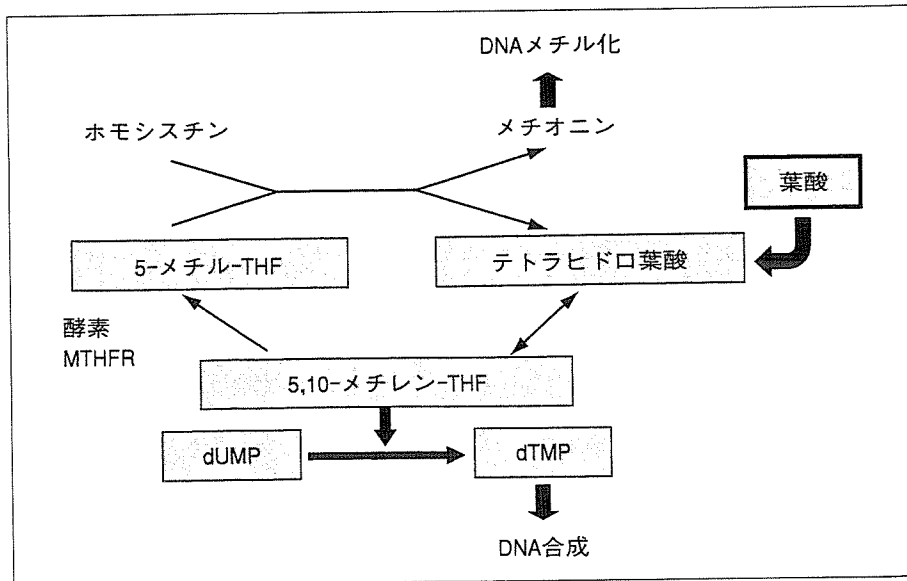 DNAメチル化
ホモシスチン
メチオニン
葉酸
5-メチル-THF
テトラヒドロ葉酸
酵素
MTHFR
5,10-メチレン-THF
dUMP
dTMP
DNA合成